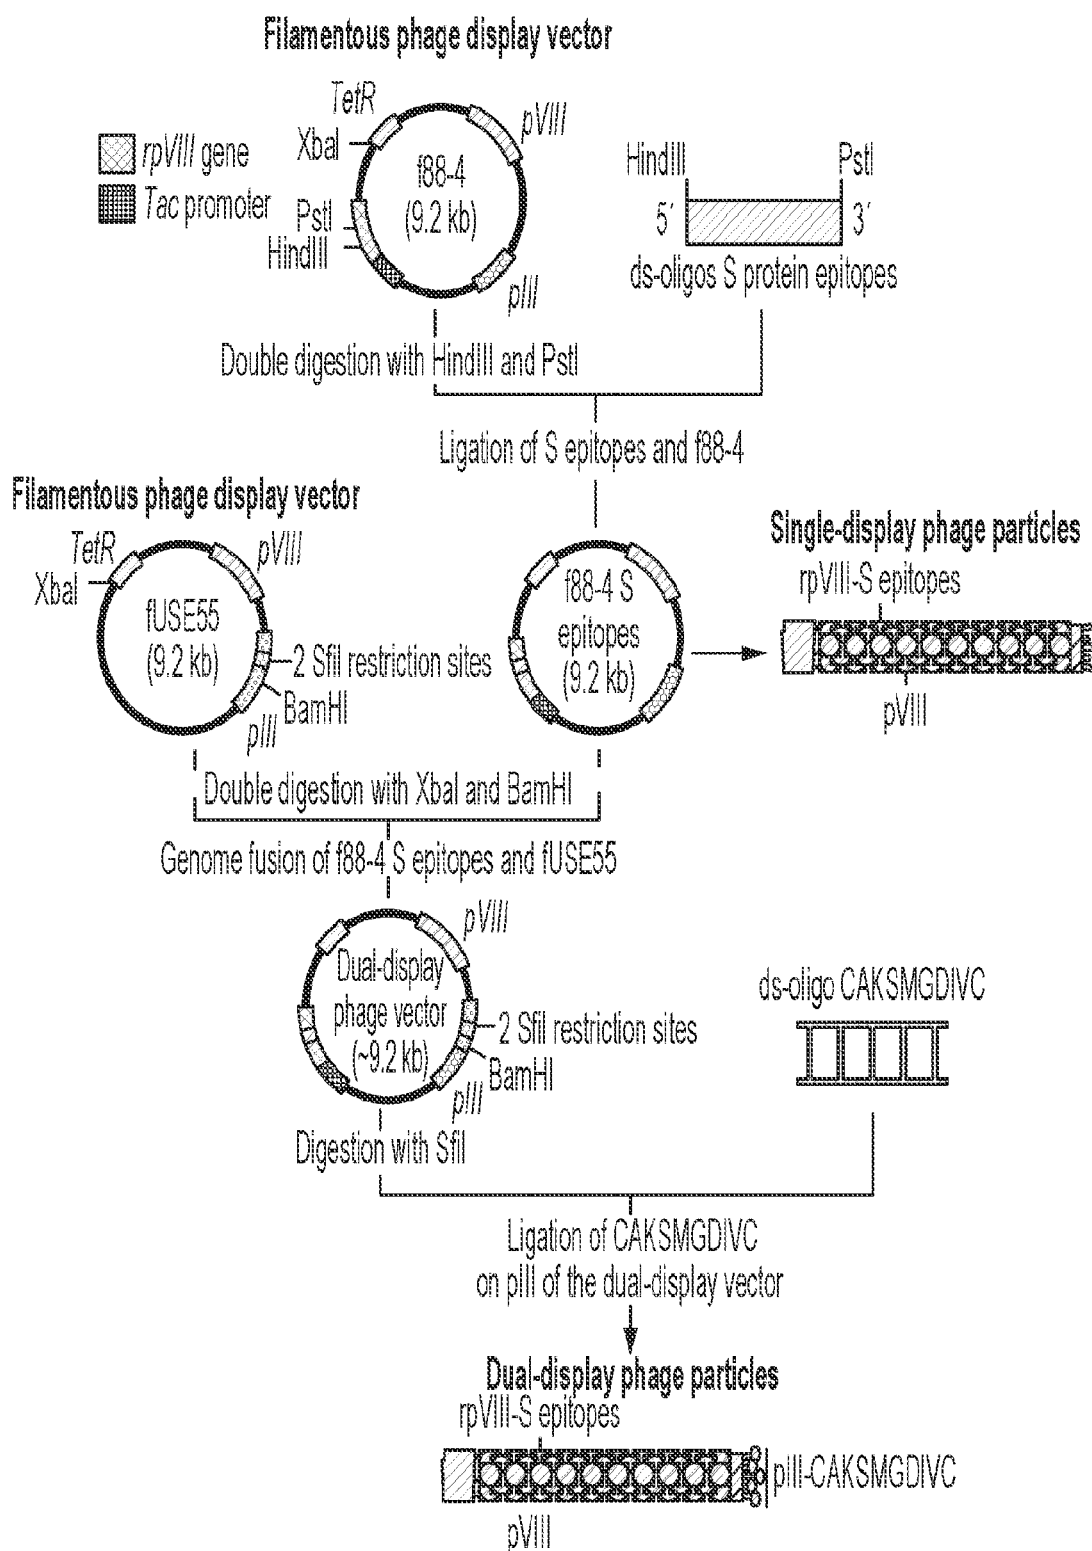 Filamentous phage display vector
TetR
XbaI
pVIII
rpVIII gene
Tac promoter
f88-4
(9.2 kb)
PstI
HindIII
pIII
HindIII
PstI
5´
3´
ds-oligos S protein epitopes
Double digestion with HindIII and PstI
Ligation of S epitopes and f88-4
Filamentous phage display vector
TetR
XbaI
pVIII
fUSE55
(9.2 kb)
2 SfiI restriction sites
BamHI
pIII
f88-4 S
epitopes
(9.2 kb)
Single-display phage particles
rpVIII-S epitopes
pVIII
Double digestion with XbaI and BamHI
Genome fusion of f88-4 S epitopes and fUSE55
pVIII
Dual-display
phage vector
(~9.2 kb)
2 SfiI restriction sites
BamHI
pIII
ds-oligo CAKSMGDIVC
Digestion with SfiI
Ligation of CAKSMGDIVC
on pIII of the dual-display vector
Dual-display phage particles
rpVIII-S epitopes
pIII-CAKSMGDIVC
pVIII